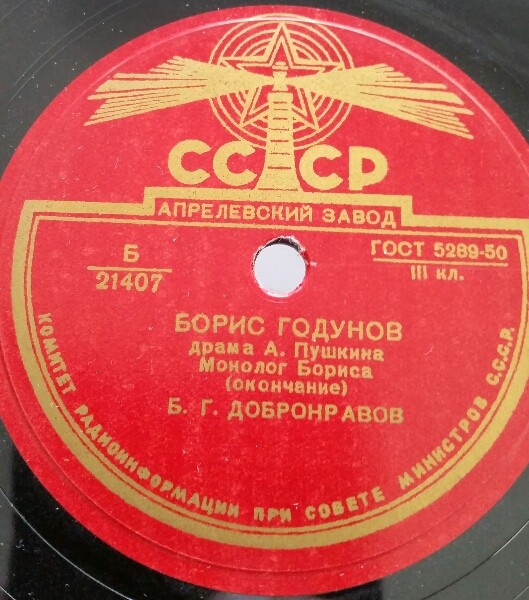 СССР
АПРЕЛЕВСКИЙ ЗАВОД
Б
21407
ГОСТ 5289-50
III кл.
БОРИС ГОДУНОВ
драма А. Пушкина
Монолог Бориса
(окончание)
Б. Г. ДОБРОНРАВОВ
КОМИТЕТ РАДИОИНФОРМАЦИИ ПРИ СОВЕТЕ МИНИСТРОВ С.С.С.Р.